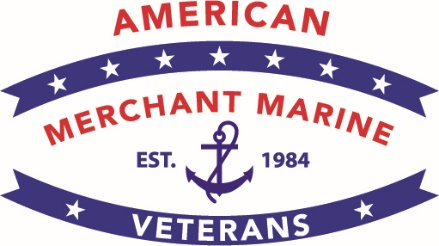 AMERICAN
MERCHANT MARINE
EST. 1984
VETERANS